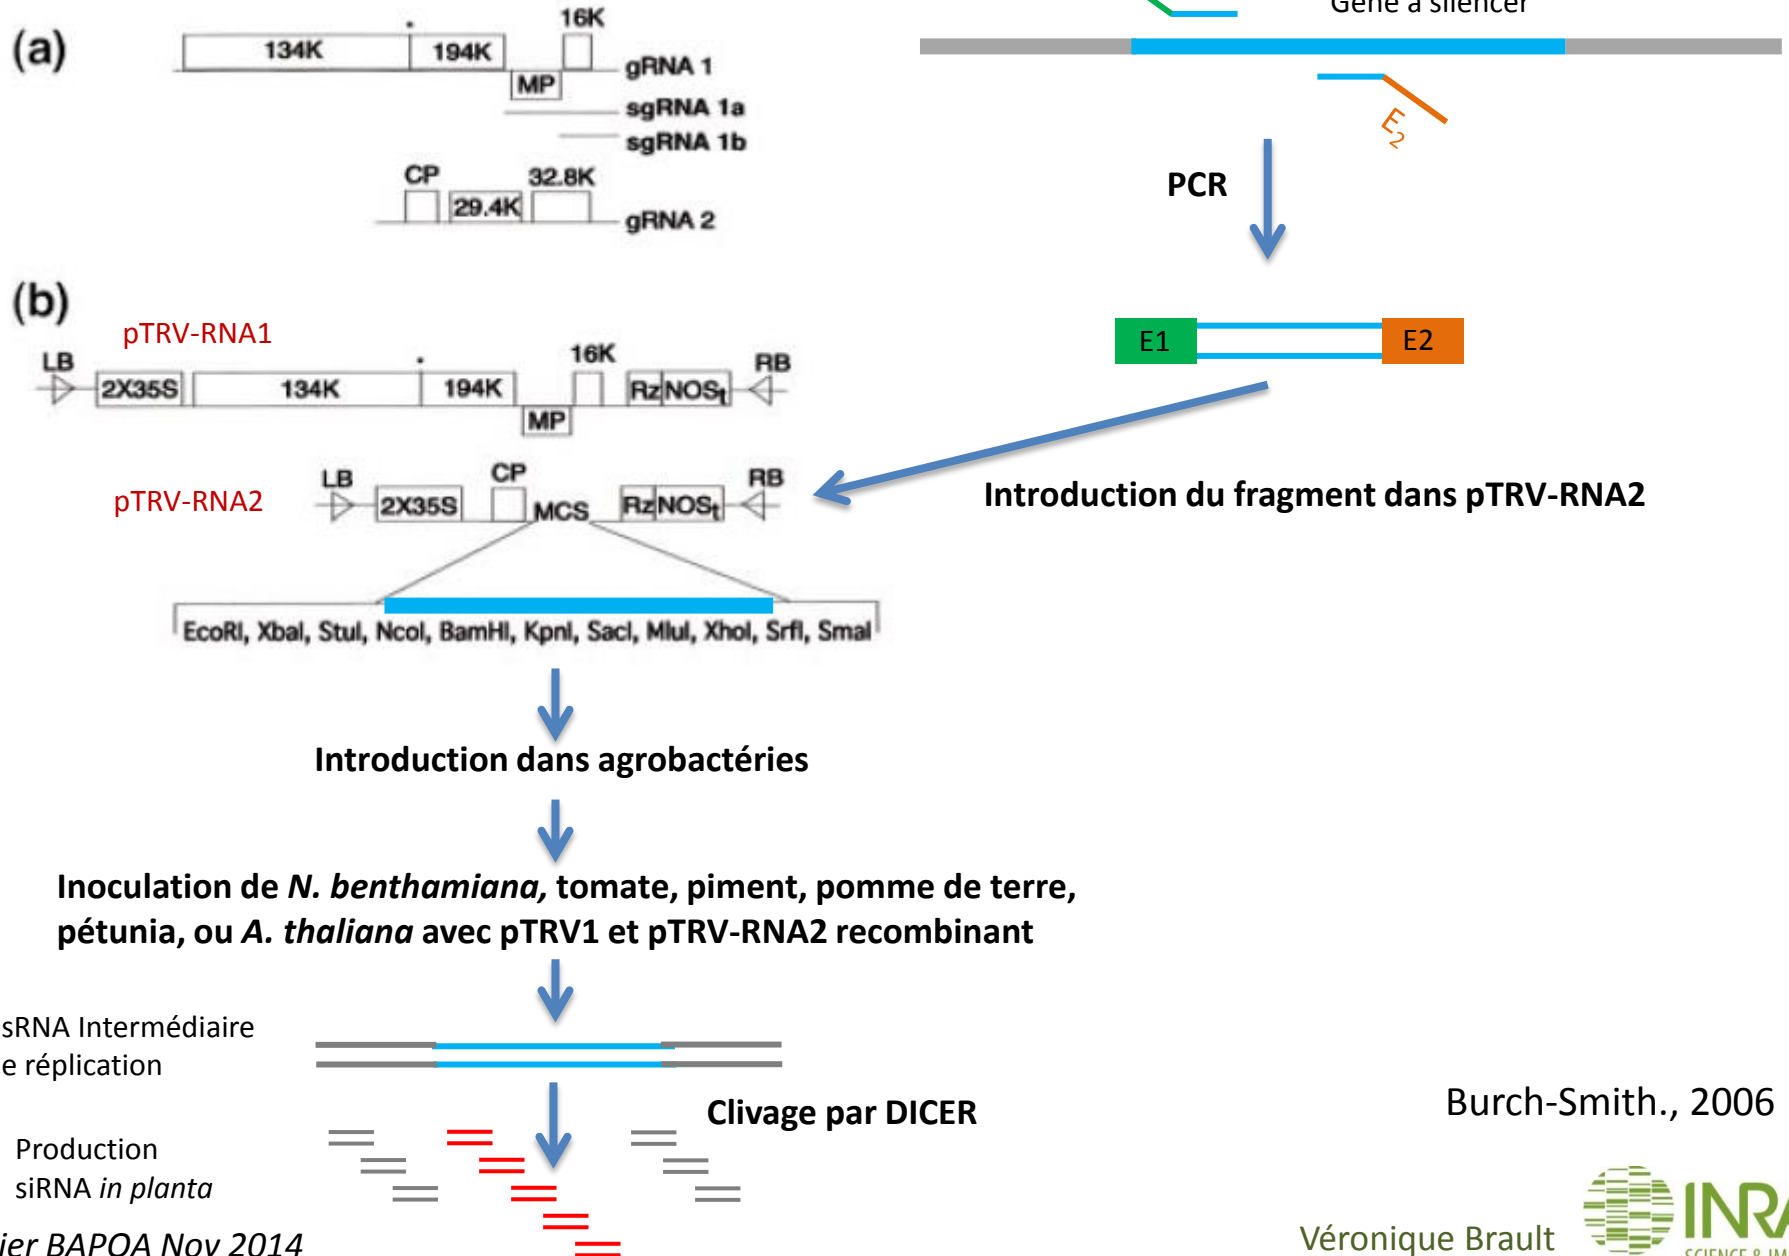 (a)
16K
134K
194K
gRNA 1
MP
sgRNA 1a
sgRNA 1b
CP
32.8K
29.4K
gRNA 2
Gène à silencer
E2
PCR
E1
E2
Introduction du fragment dans pTRV-RNA2
(b)
pTRV-RNA1
LB
16K
RB
2X35S
134K
194K
Rz
NOSt
MP
pTRV-RNA2
LB
CP
RB
2X35S
MCS
Rz
NOSt
EcoRI, XbaI, StuI, NcoI, BamHI, KpnI, SacI, MluI, XhoI, SrfI, SmaI
Introduction dans agrobactéries
Inoculation de N. benthamiana, tomate, piment, pomme de terre,
pétunia, ou A. thaliana avec pTRV1 et pTRV-RNA2 recombinant
sRNA Intermédiaire
e réplication
Clivage par DICER
Production
siRNA in planta
Burch-Smith., 2006
ier BAPOA Nov 2014
Véronique Brault
INRA
SCIENCE & IM